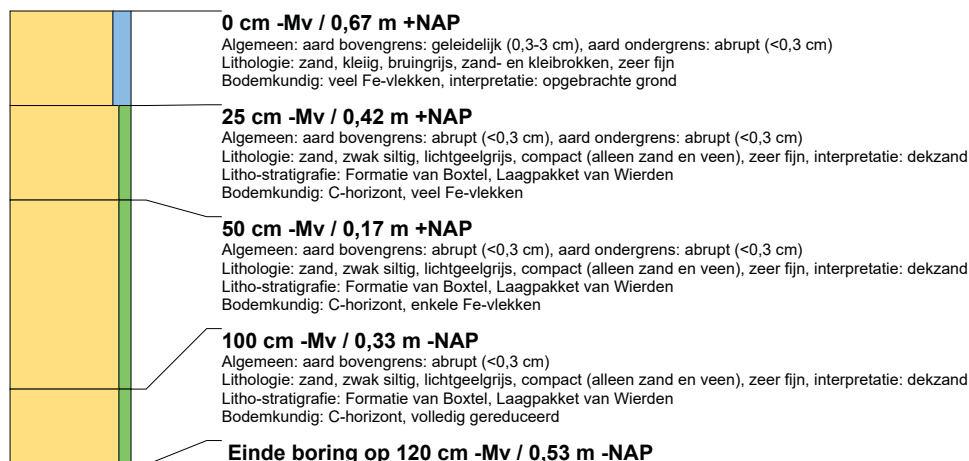 0 cm -Mv / 0,67 m +NAP
Algemeen: aard bovengrens: geleidelijk (0,3-3 cm), aard ondergrens: abrupt (<0,3 cm)
Lithologie: zand, kleiig, bruingrijs, zand- en kleibrokken, zeer fijn
Bodemkundig: veel Fe-vlekken, interpretatie: opgebrachte grond
25 cm -Mv / 0,42 m +NAP
Algemeen: aard bovengrens: abrupt (<0,3 cm), aard ondergrens: abrupt (<0,3 cm)
Lithologie: zand, zwak siltig, lichtgeelgrijs, compact (alleen zand en veen), zeer fijn, interpretatie: dekzand
Litho-stratigrafie: Formatie van Boxtel, Laagpakket van Wierden
Bodemkundig: C-horizont, veel Fe-vlekken
50 cm -Mv / 0,17 m +NAP
Algemeen: aard bovengrens: abrupt (<0,3 cm), aard ondergrens: abrupt (<0,3 cm)
Lithologie: zand, zwak siltig, lichtgeelgrijs, compact (alleen zand en veen), zeer fijn, interpretatie: dekzand
Litho-stratigrafie: Formatie van Boxtel, Laagpakket van Wierden
Bodemkundig: C-horizont, enkele Fe-vlekken
100 cm -Mv / 0,33 m -NAP
Algemeen: aard bovengrens: abrupt (<0,3 cm)
Lithologie: zand, zwak siltig, lichtgeelgrijs, compact (alleen zand en veen), zeer fijn, interpretatie: dekzand
Litho-stratigrafie: Formatie van Boxtel, Laagpakket van Wierden
Bodemkundig: C-horizont, volledig gereduceerd
Einde boring op 120 cm -Mv / 0,53 m -NAP